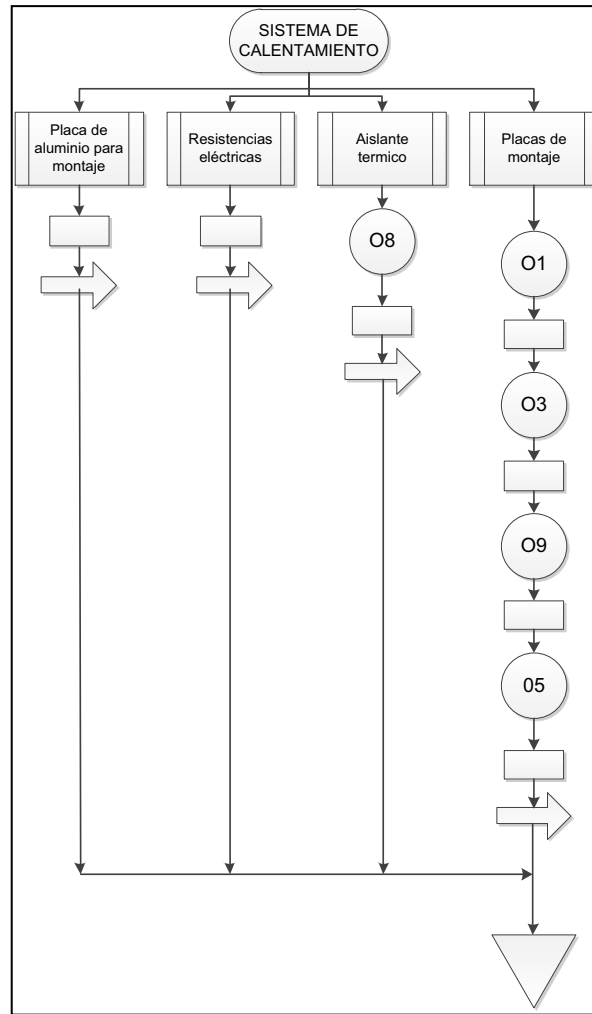 SISTEMA DE
CALENTAMIENTO
Placa de
aluminio para
montaje
Resistencias
eléctricas
Aislante
termico
Placas de
montaje
O8
O1
O3
O9
05